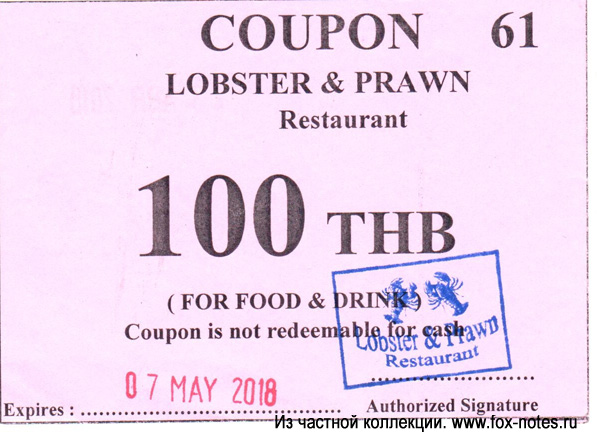 COUPON 61
LOBSTER & PRAWN
Restaurant
100 THB
( FOR FOOD & DRINK )
Coupon is not redeemable for cash
Lobster & Prawn
Restaurant
07 MAY 2018
Expires : ........................................
........................
Authorized Signature
Из частной коллекции. www.fox-notes.ru